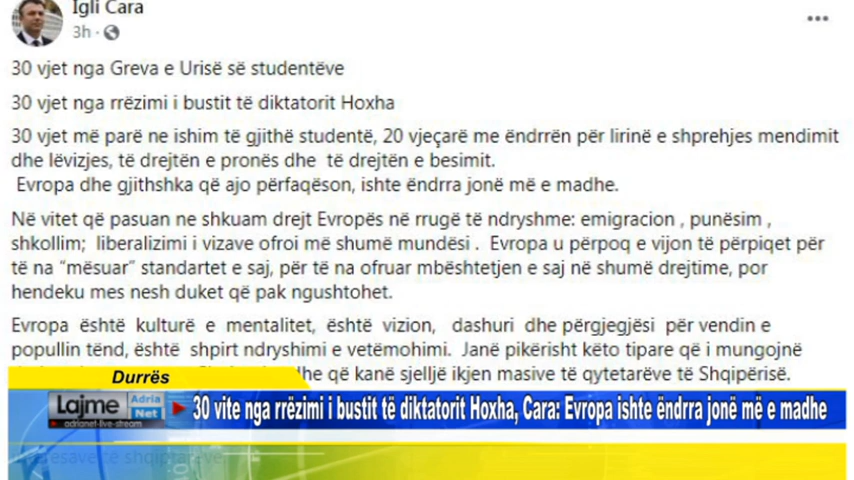 Igli Cara
3h ·
30 vjet nga Greva e Urisë së studentëve
30 vjet nga rrëzimi i bustit të diktatorit Hoxha
30 vjet më parë ne ishim të gjithë studentë, 20 vjeçarë me ëndrrën për lirinë e shprehjes mendimit
dhe lëvizjes, të drejtën e pronës dhe të drejtën e besimit.
Evropa dhe gjithshka që ajo përfaqëson, ishte ëndrra jonë më e madhe.
Në vitet që pasuan ne shkuam drejt Evropës në rrugë të ndryshme: emigracion , punësim ,
shkollim; liberalizimi i vizave ofroi më shumë mundësi . Evropa u përpoq e vijon të përpiqet për
të na “mësuar” standartet e saj, për të na ofruar mbështetjen e saj në shumë drejtime, por
hendeku mes nesh duket që pak ngushtohet.
Evropa është kulturë e mentalitet, është vizion, dashuri dhe përgjegjësi për vendin e
popullin tënd, është shpirt ndryshimi e vetëmohimi. Janë pikërisht këto tipare që i mungojnë
dhe që kanë sjelljë ikjen masive të qytetarëve të Shqipërisë.
Durrës
Lajme Adria Net
adrianet-live-stream
30 vite nga rrëzimi i bustit të diktatorit Hoxha, Cara: Evropa ishte ëndrra jonë më e madhe
të shqiptarëve